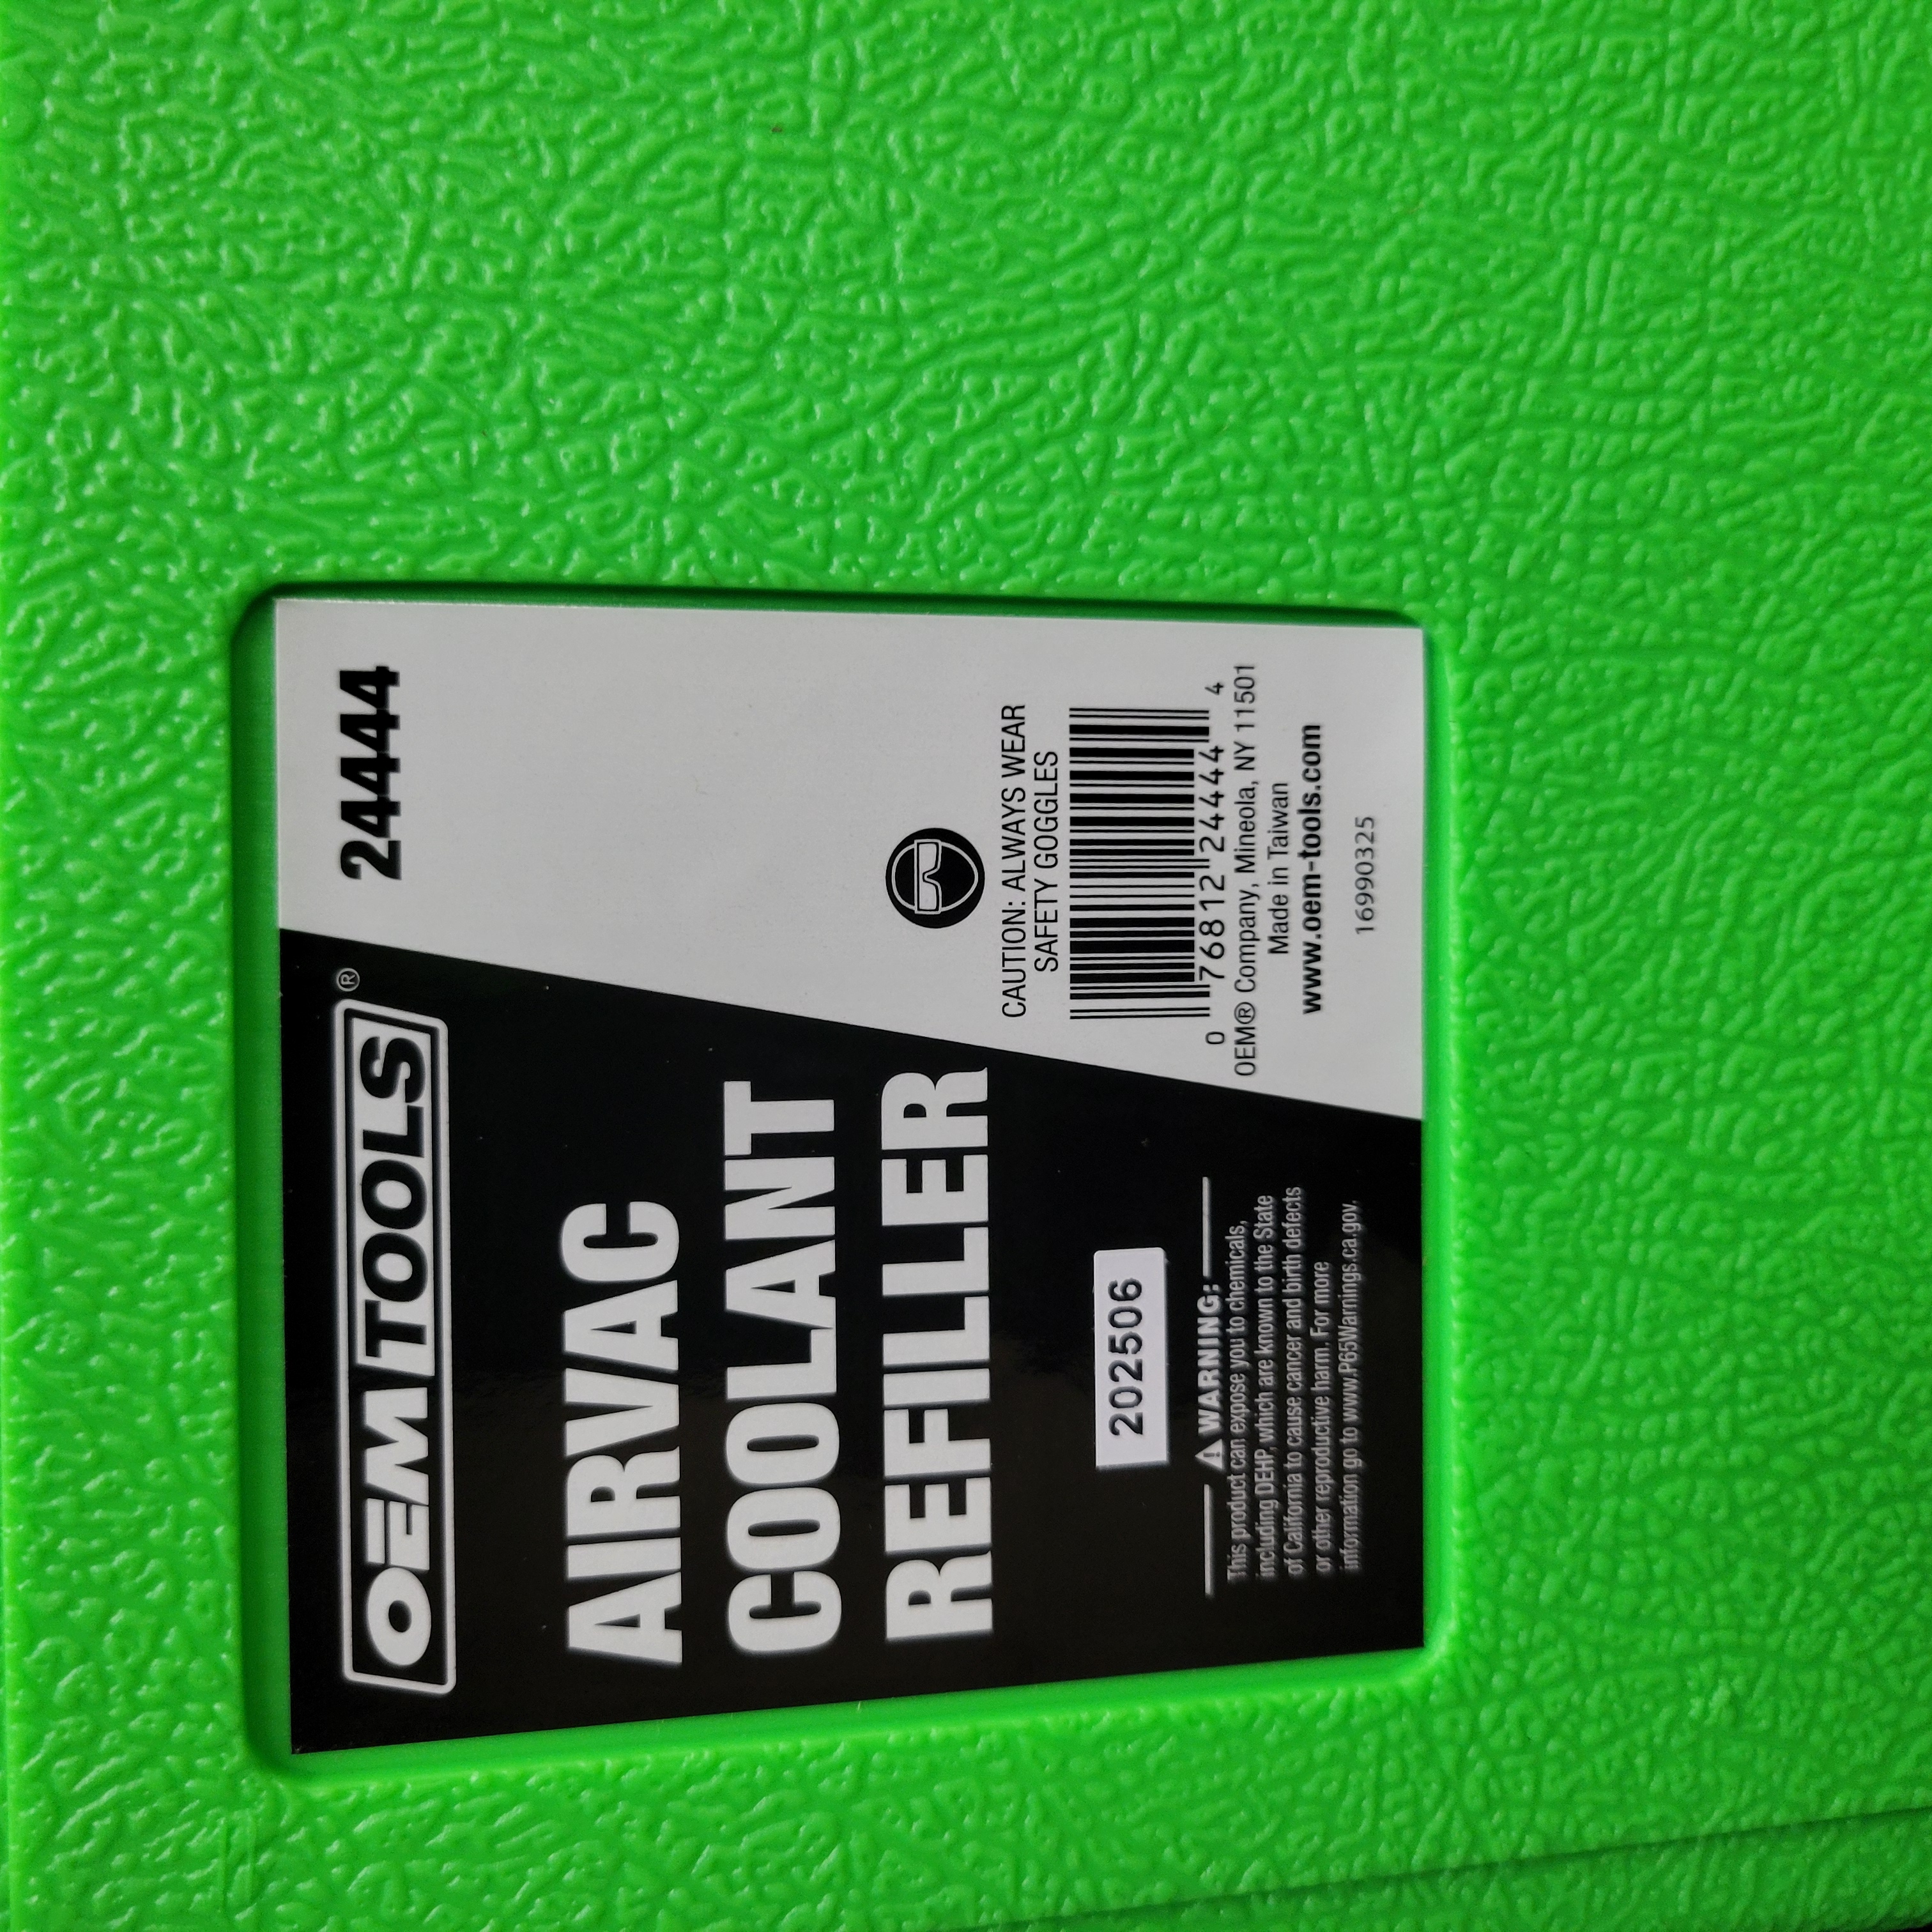 OEMTOOLS®
24444
AIRVAC
COOLANT
REFILLER
202506
⚠ WARNING:
This product can expose you to chemicals,
including DEHP, which are known to the State
of California to cause cancer and birth defects
or other reproductive harm. For more
information go to www.P65Warnings.ca.gov.
CAUTION: ALWAYS WEAR
SAFETY GOGGLES
0 76812 24444 4
OEM® Company, Mineola, NY 11501
Made in Taiwan
www.oem-tools.com
16990325